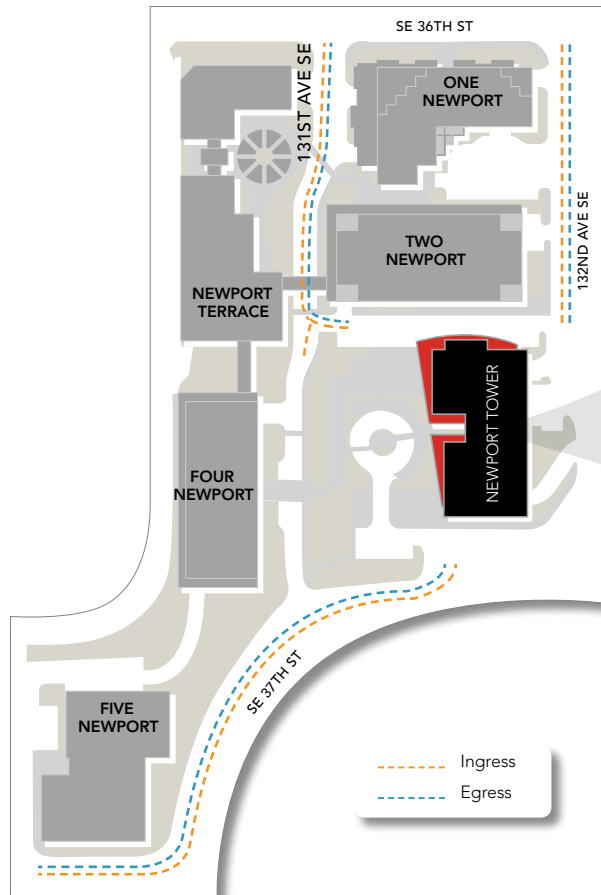 SE 36TH ST
131ST AVE SE
ONE
NEWPORT
132ND AVE SE
TWO
NEWPORT
NEWPORT
TERRACE
NEWPORT TOWER
FOUR
NEWPORT
SE 37TH ST
FIVE
NEWPORT
Ingress
Egress